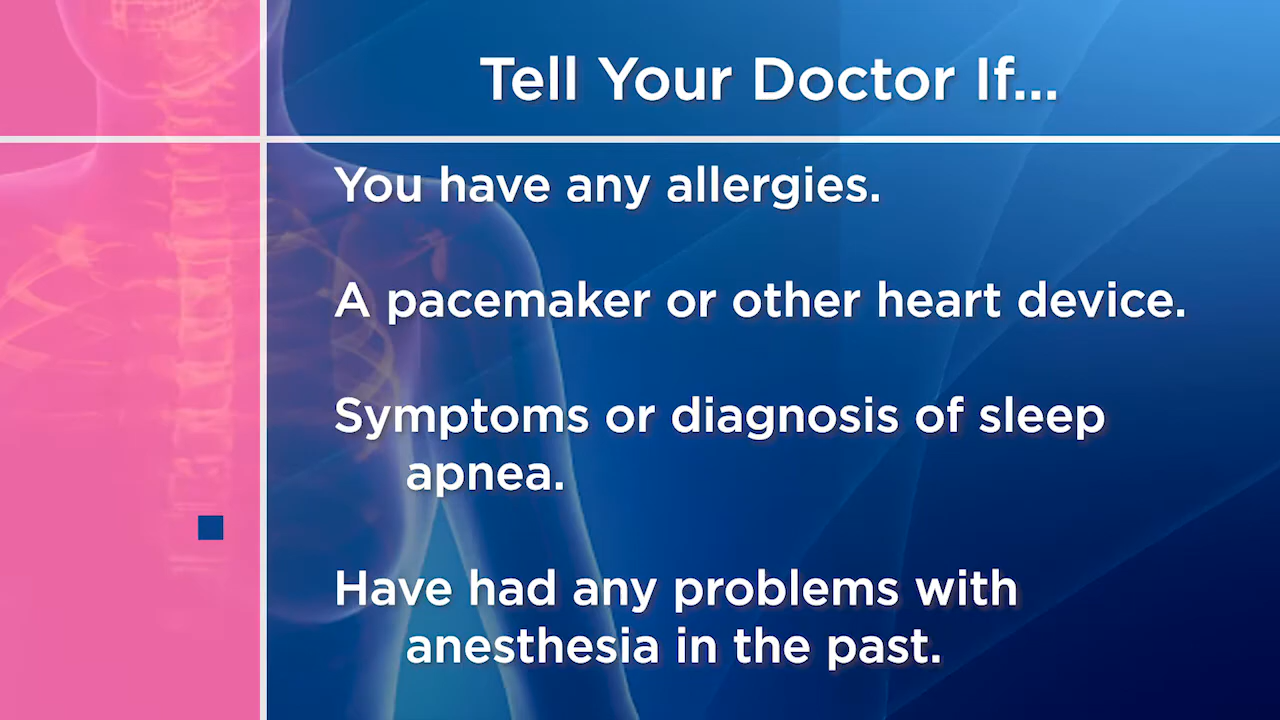 Tell Your Doctor If...
You have any allergies.
A pacemaker or other heart device.
Symptoms or diagnosis of sleep
apnea.
Have had any problems with
anesthesia in the past.